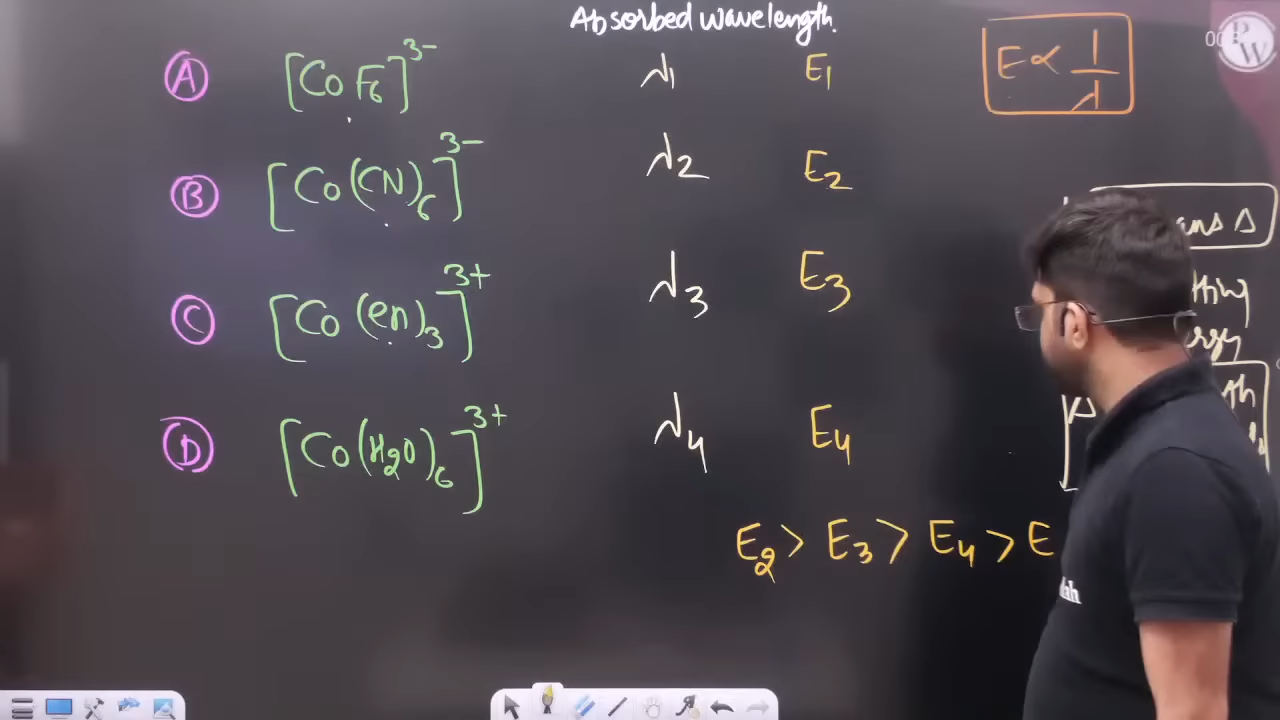 Absorbed wavelength
A [CoF6]3- λ1 E1
E ∝ 1/λ
B [Co(CN)6]3- λ2 E2
C [Co(en)3]3+ λ3 E3
D [Co(H2O)6]3+ λ4 E4
E2 > E3 > E4 > E
PW